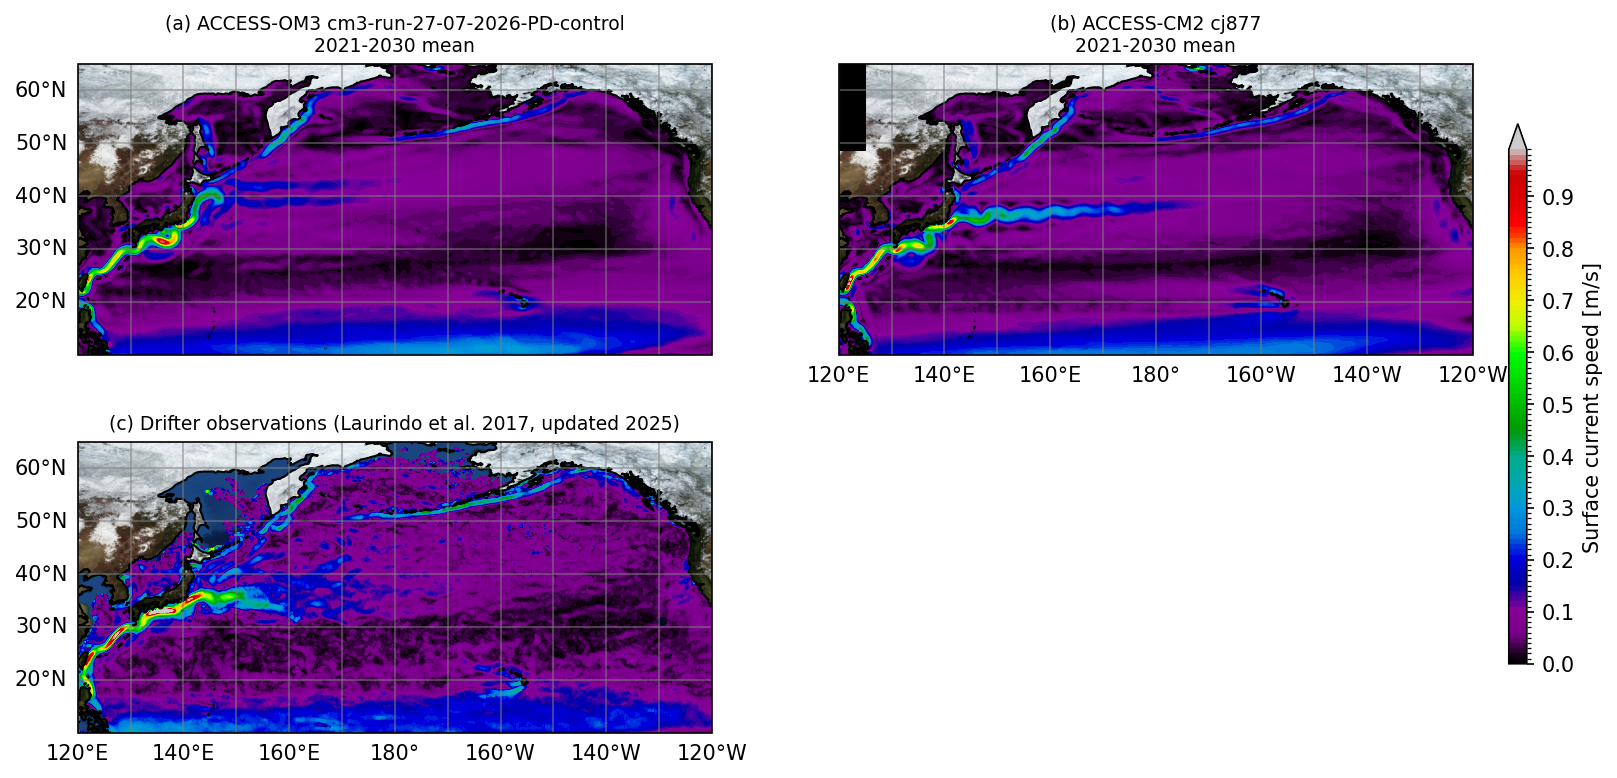 (a) ACCESS-OM3 cm3-run-27-07-2026-PD-control
2021-2030 mean
(b) ACCESS-CM2 cj877
2021-2030 mean
60°N
50°N
40°N
30°N
20°N
120°E 140°E 160°E 180° 160°W 140°W 120°W
(c) Drifter observations (Laurindo et al. 2017, updated 2025)
60°N
50°N
40°N
30°N
20°N
120°E 140°E 160°E 180° 160°W 140°W 120°W
0.9
0.8
0.7
0.6
0.5
0.4
0.3
0.2
0.1
0.0
Surface current speed [m/s]